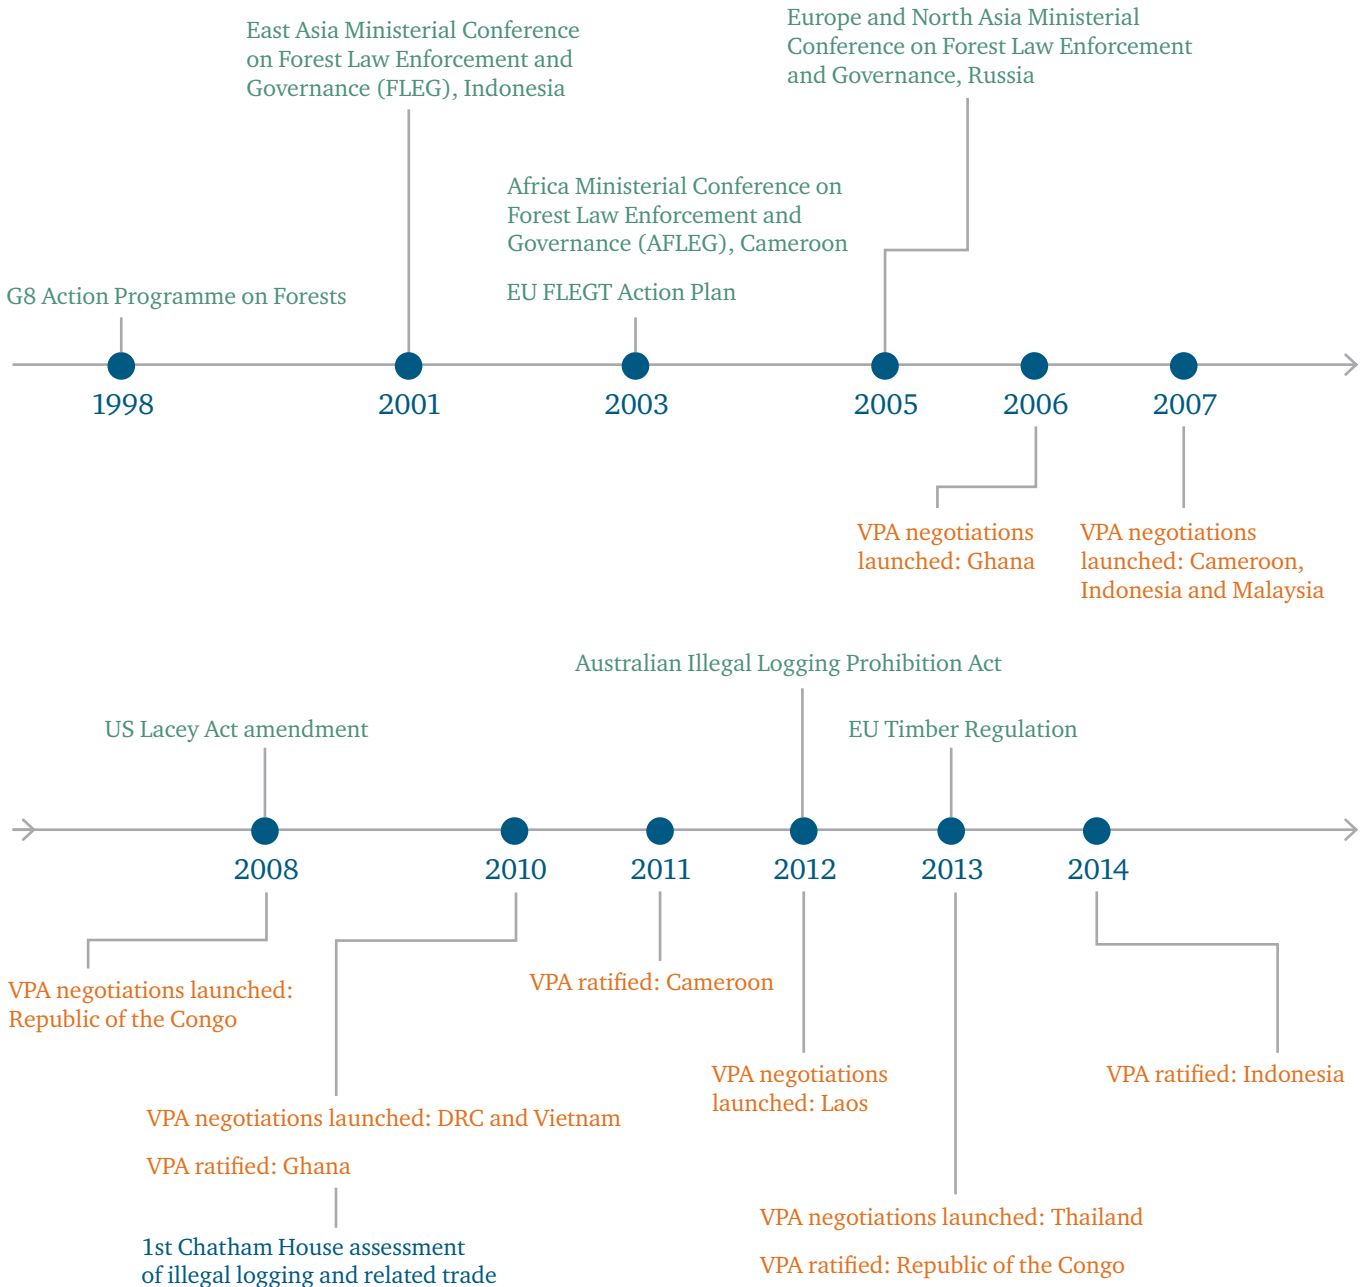 East Asia Ministerial Conference
on Forest Law Enforcement and
Governance (FLEG), Indonesia
Europe and North Asia Ministerial
Conference on Forest Law Enforcement
and Governance, Russia
Africa Ministerial Conference on
Forest Law Enforcement and
Governance (AFLEG), Cameroon
G8 Action Programme on Forests
EU FLEGT Action Plan
1998
2001
2003
2005
2006
2007
VPA negotiations
launched: Ghana
VPA negotiations
launched: Cameroon,
Indonesia and Malaysia
Australian Illegal Logging Prohibition Act
US Lacey Act amendment
EU Timber Regulation
2008
2010
2011
2012
2013
2014
VPA negotiations launched:
Republic of the Congo
VPA ratified: Cameroon
VPA negotiations
launched: Laos
VPA ratified: Indonesia
VPA negotiations launched: DRC and Vietnam
VPA ratified: Ghana
1st Chatham House assessment
of illegal logging and related trade
VPA negotiations launched: Thailand
VPA ratified: Republic of the Congo